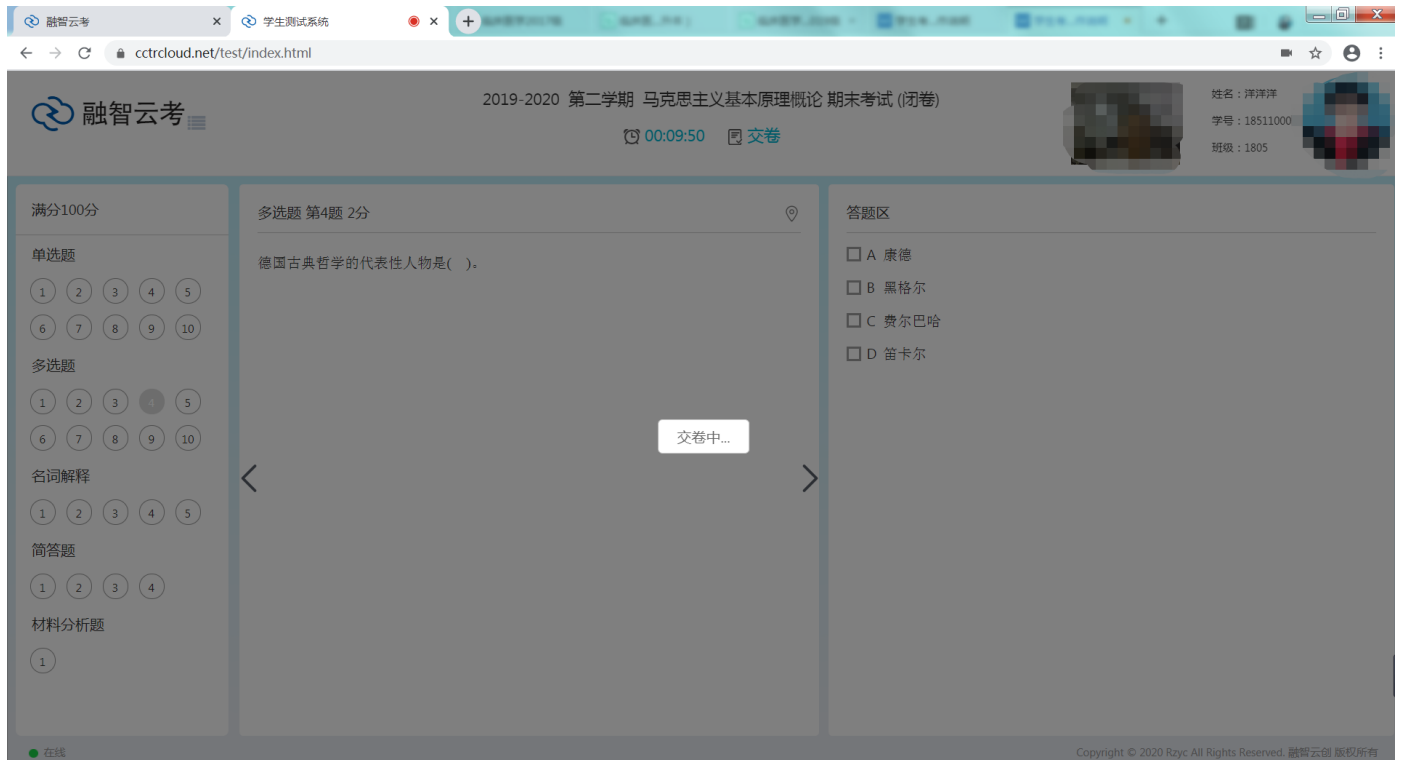 融智云考 × 学生测试系统 × +
cctrcloud.net/test/index.html
融智云考
2019-2020 第二学期 马克思主义基本原理概论 期末考试 (闭卷)
00:09:50 交卷
姓名：洋洋洋
学号：18511000
班级：1805
满分100分
单选题
1 2 3 4 5
6 7 8 9 10
多选题
1 2 3 4 5
6 7 8 9 10
名词解释
1 2 3 4 5
简答题
1 2 3 4
材料分析题
1
多选题 第4题 2分
德国古典哲学的代表性人物是( )。
交卷中...
答题区
A 康德
B 黑格尔
C 费尔巴哈
D 笛卡尔
在线
Copyright © 2020 Rzyc All Rights Reserved. 融智云创 版权所有